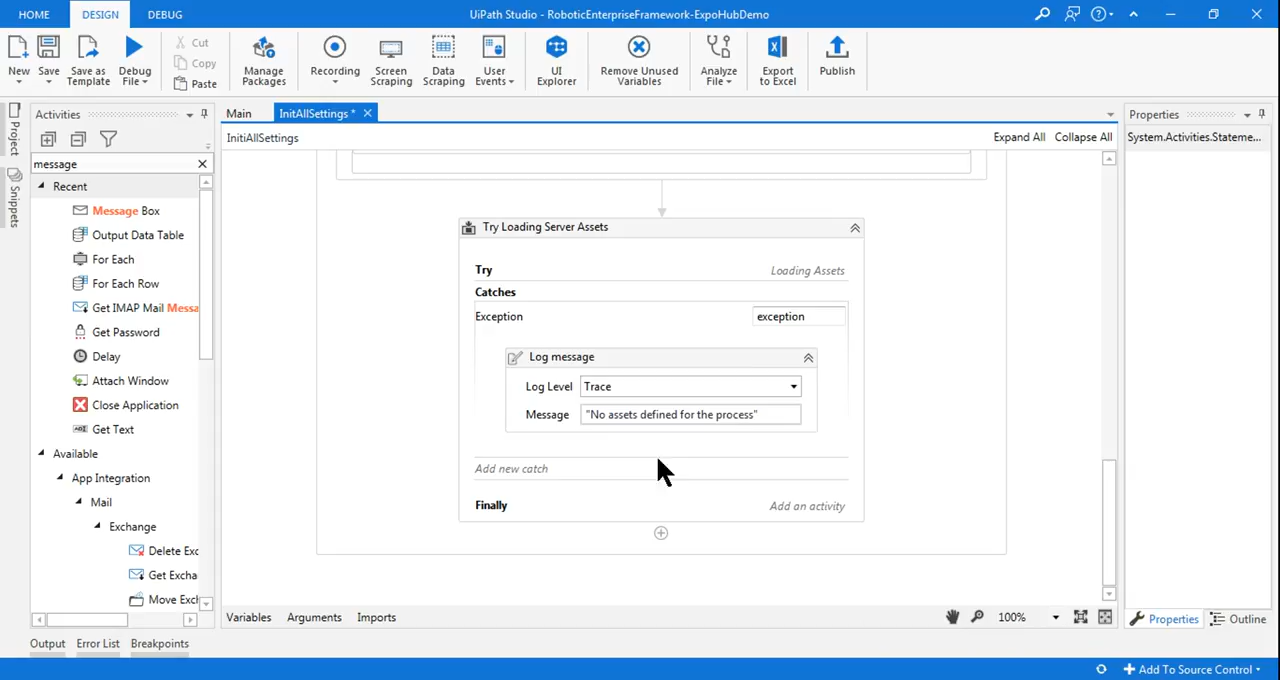 HOME DESIGN DEBUG UiPath Studio - RoboticEnterpriseFramework-ExpoHubDemo
New Save Save as Template Debug File Cut Copy Paste Manage Packages Recording Screen Scraping Data Scraping User Events UI Explorer Remove Unused Variables Analyze File Export to Excel Publish
Project
Snippets
Activities
message
Recent
Message Box
Output Data Table
For Each
For Each Row
Get IMAP Mail Messa
Get Password
Delay
Attach Window
Close Application
Get Text
Available
App Integration
Mail
Exchange
Delete Exc
Get Excha
Move Exch
Main InitAllSettings *
InitiAllSettings Expand All Collapse All
Try Loading Server Assets
Try Loading Assets
Catches
Exception exception
Log message
Log Level Trace
Message "No assets defined for the process"
Add new catch
Finally Add an activity
Variables Arguments Imports 100%
Properties
System.Activities.Stateme...
Properties Outline
Output Error List Breakpoints
Add To Source Control